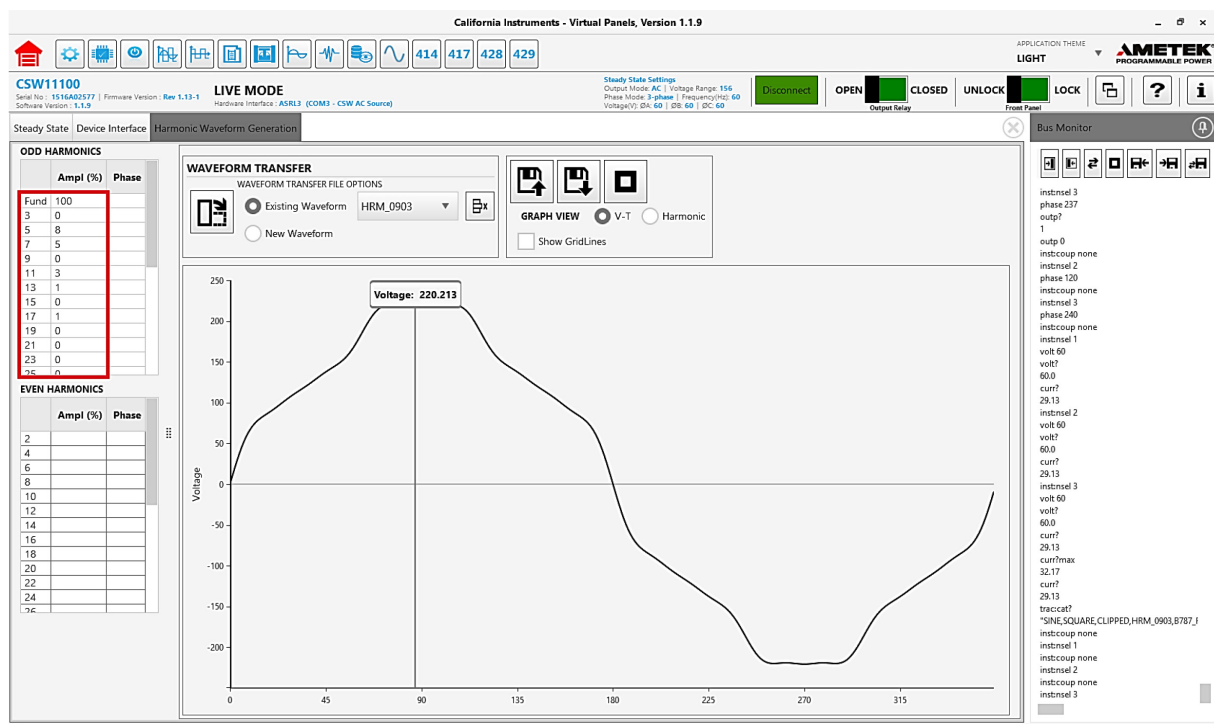 California Instruments - Virtual Panels, Version 1.1.9
414 417 428 429
APPLICATION THEME
LIGHT
AMETEK
PROGRAMMABLE POWER
CSW11100
Serial No : 1516A02577 | Firmware Version : Rev 1.13-1
Software Version : 1.1.9
LIVE MODE
Hardware Interface : ASRL3 (COM3 - CSW AC Source)
Steady State Settings
Output Mode: AC | Voltage Range: 156
Phase Mode: 3-phase | Frequency(Hz): 60
Voltage(V): ØA: 60 | ØB: 60 | ØC: 60
Disconnect
OPEN CLOSED
Output Relay
UNLOCK LOCK
Front Panel
? i
Steady State Device Interface Harmonic Waveform Generation
Bus Monitor
ODD HARMONICS
Ampl (%) Phase
Fund 100
3 0
5 8
7 5
9 0
11 3
13 1
15 0
17 1
19 0
21 0
23 0
25 0
EVEN HARMONICS
Ampl (%) Phase
2
4
6
8
10
12
14
16
18
20
22
24
26
WAVEFORM TRANSFER
WAVEFORM TRANSFER FILE OPTIONS
Existing Waveform HRM_0903
New Waveform
GRAPH VIEW V-T Harmonic
Show GridLines
Voltage: 220.213
Voltage
250
200
150
100
50
0
-50
-100
-150
-200
0 45 90 135 180 225 270 315
inst:nsel 3
phase 237
outp?
1
outp 0
inst:coup none
inst:nsel 2
phase 120
inst:coup none
inst:nsel 3
phase 240
inst:coup none
inst:nsel 1
volt 60
volt?
60.0
curr?
29.13
inst:nsel 2
volt 60
volt?
60.0
curr?
29.13
inst:nsel 3
volt 60
volt?
60.0
curr?
29.13
curr?max
32.17
curr?
29.13
trac:cat?
"SINE,SQUARE,CLIPPED,HRM_0903,B787_
inst:coup none
inst:nsel 1
inst:coup none
inst:nsel 2
inst:coup none
inst:nsel 3